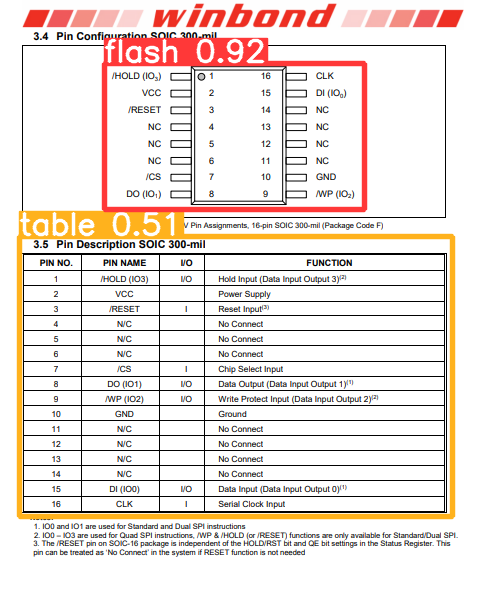 winbond
3.4 Pin Configuration SOIC 300-mil
flash 0.92
/HOLD (IO3) 1 16 CLK
VCC 2 15 DI (IO0)
/RESET 3 14 NC
NC 4 13 NC
NC 5 12 NC
NC 6 11 NC
/CS 7 10 GND
DO (IO1) 8 9 /WP (IO2)
table 0.51
V Pin Assignments, 16-pin SOIC 300-mil (Package Code F)
3.5 Pin Description SOIC 300-mil
PIN NO. PIN NAME I/O FUNCTION
1 /HOLD (IO3) I/O Hold Input (Data Input Output 3)(2)
2 VCC Power Supply
3 /RESET I Reset Input(3)
4 N/C No Connect
5 N/C No Connect
6 N/C No Connect
7 /CS I Chip Select Input
8 DO (IO1) I/O Data Output (Data Input Output 1)(1)
9 /WP (IO2) I/O Write Protect Input (Data Input Output 2)(2)
10 GND Ground
11 N/C No Connect
12 N/C No Connect
13 N/C No Connect
14 N/C No Connect
15 DI (IO0) I/O Data Input (Data Input Output 0)(1)
16 CLK I Serial Clock Input
1. IO0 and IO1 are used for Standard and Dual SPI instructions
2. IO0 – IO3 are used for Quad SPI instructions, /WP & /HOLD (or /RESET) functions are only available for Standard/Dual SPI.
3. The /RESET pin on SOIC-16 package is independent of the HOLD/RST bit and QE bit settings in the Status Register. This
pin can be treated as 'No Connect' in the system if RESET function is not needed